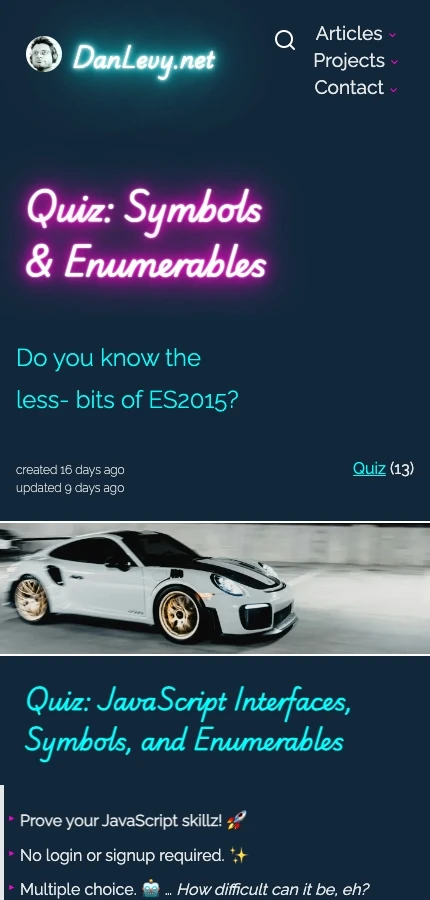 DanLevy.net
Articles
Projects
Contact
Quiz: Symbols
& Enumerables
Do you know the
less- bits of ES2015?
created 16 days ago
updated 9 days ago
Quiz (13)
Quiz: JavaScript Interfaces,
Symbols, and Enumerables
Prove your JavaScript skillz! 🚀
No login or signup required. ✨
Multiple choice. 🤖 … How difficult can it be, eh?